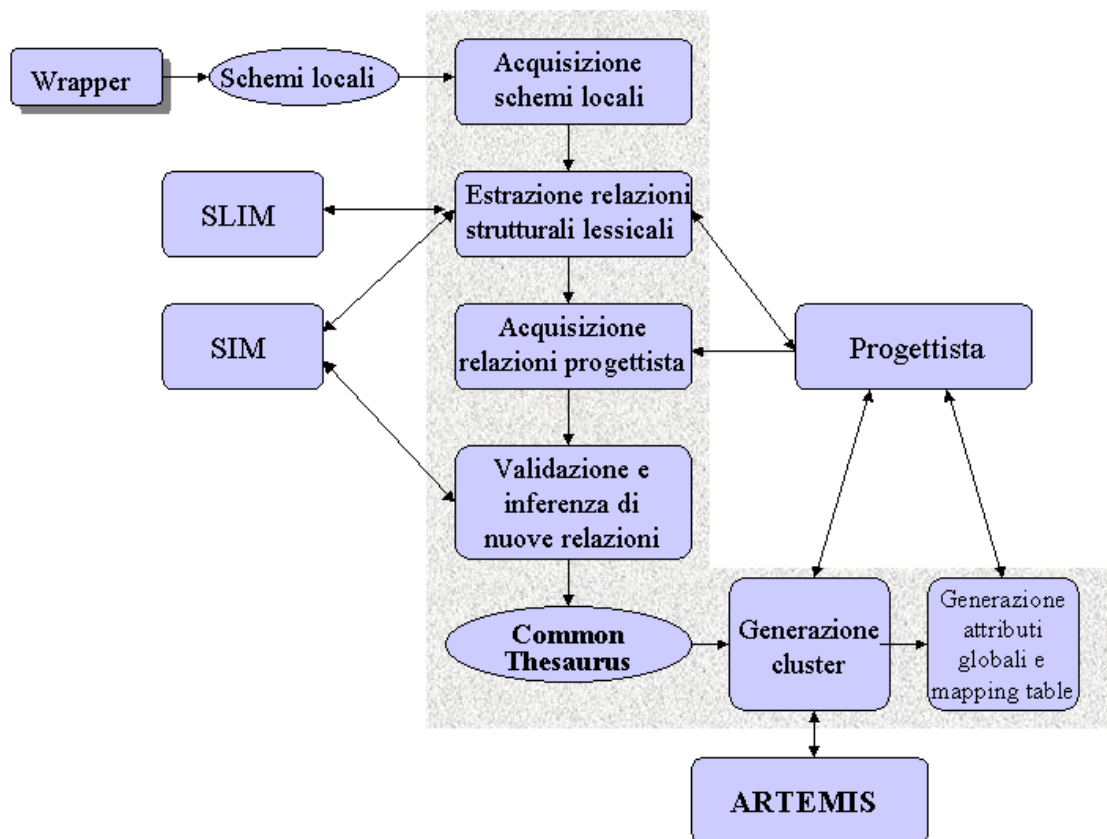 Wrapper
Schemi locali
Acquisizione
schemi locali
SLIM
Estrazione relazioni
strutturali lessicali
SIM
Acquisizione
relazioni progettista
Progettista
Validazione e
inferenza di
nuove relazioni
Common
Thesaurus
Generazione
cluster
Generazione
attributi
globali e
mapping table
ARTEMIS